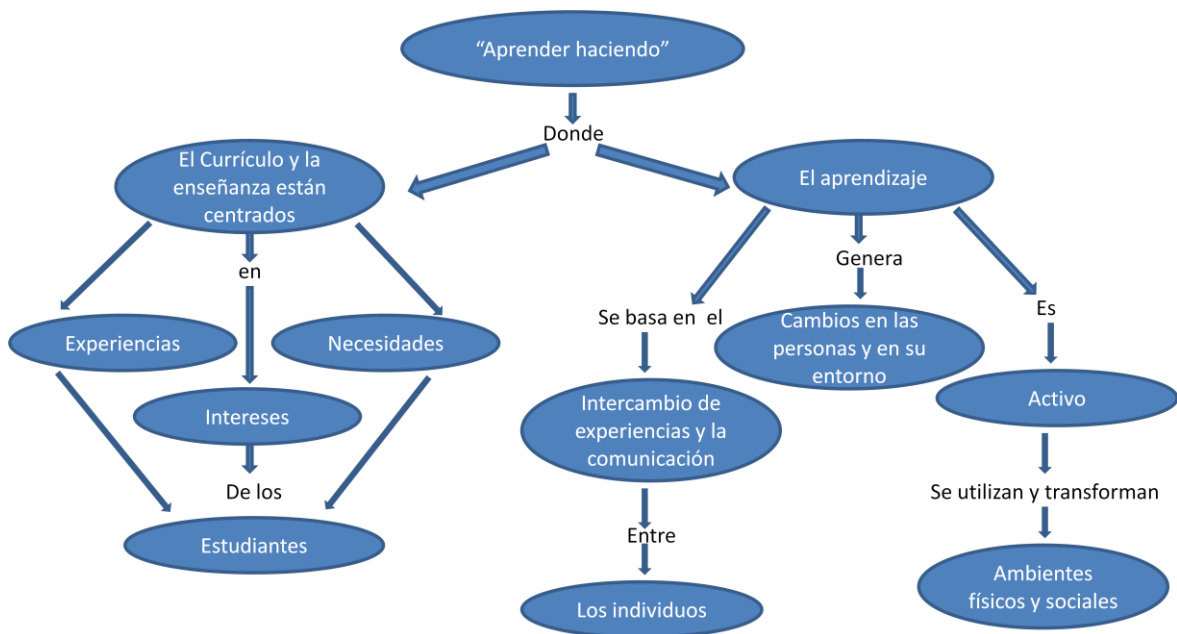 “Aprender haciendo”
Donde
El Currículo y la
enseñanza están
centrados
en
Experiencias
Necesidades
Intereses
De los
Estudiantes
El aprendizaje
Se basa en el
Intercambio de
experiencias y la
comunicación
Entre
Los individuos
Genera
Cambios en las
personas y en su
entorno
Es
Activo
Se utilizan y transforman
Ambientes
físicos y sociales